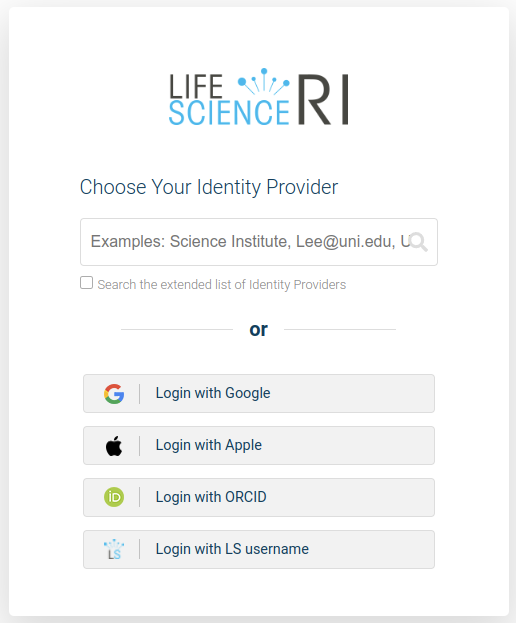 LIFE
SCIENCE RI
Choose Your Identity Provider
Examples: Science Institute, Lee@uni.edu, U
Search the extended list of Identity Providers
or
Login with Google
iD
Login with Apple
Login with ORCID
LS
Login with LS username